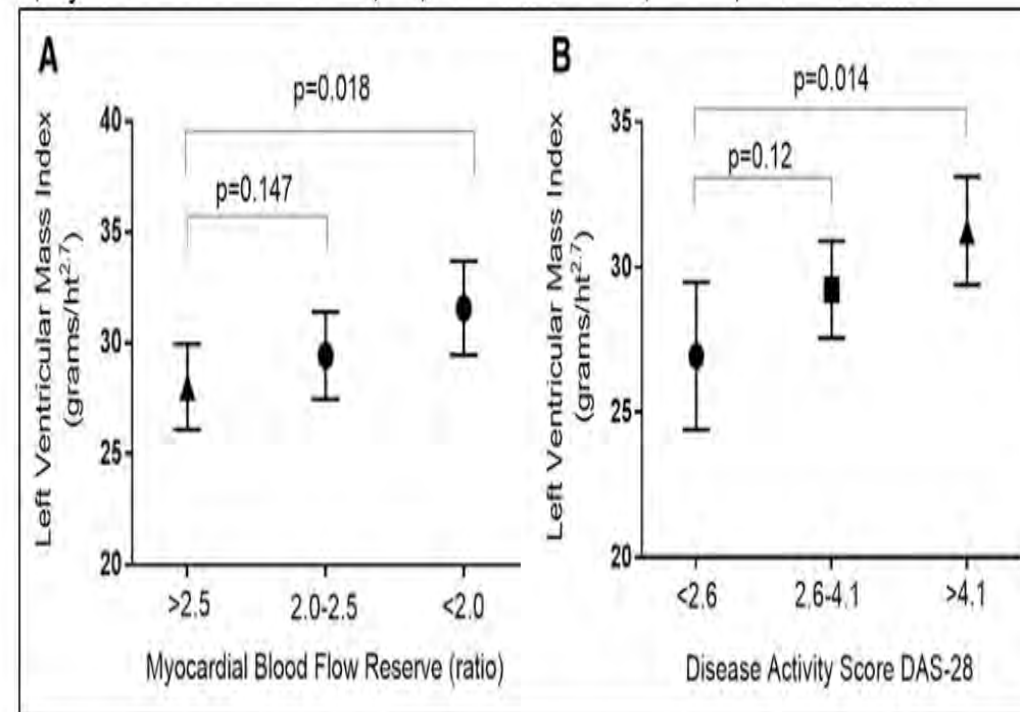 A
p=0.018
p=0.147
Left Ventricular Mass Index
(grams/ht2.7)
40
35
30
25
20
>2.5
2.0-2.5
<2.0
Myocardial Blood Flow Reserve (ratio)
B
p=0.014
p=0.12
Left Ventricular Mass Index
(grams/ht2.7)
35
30
25
20
<2.6
2.6-4.1
>4.1
Disease Activity Score DAS-28